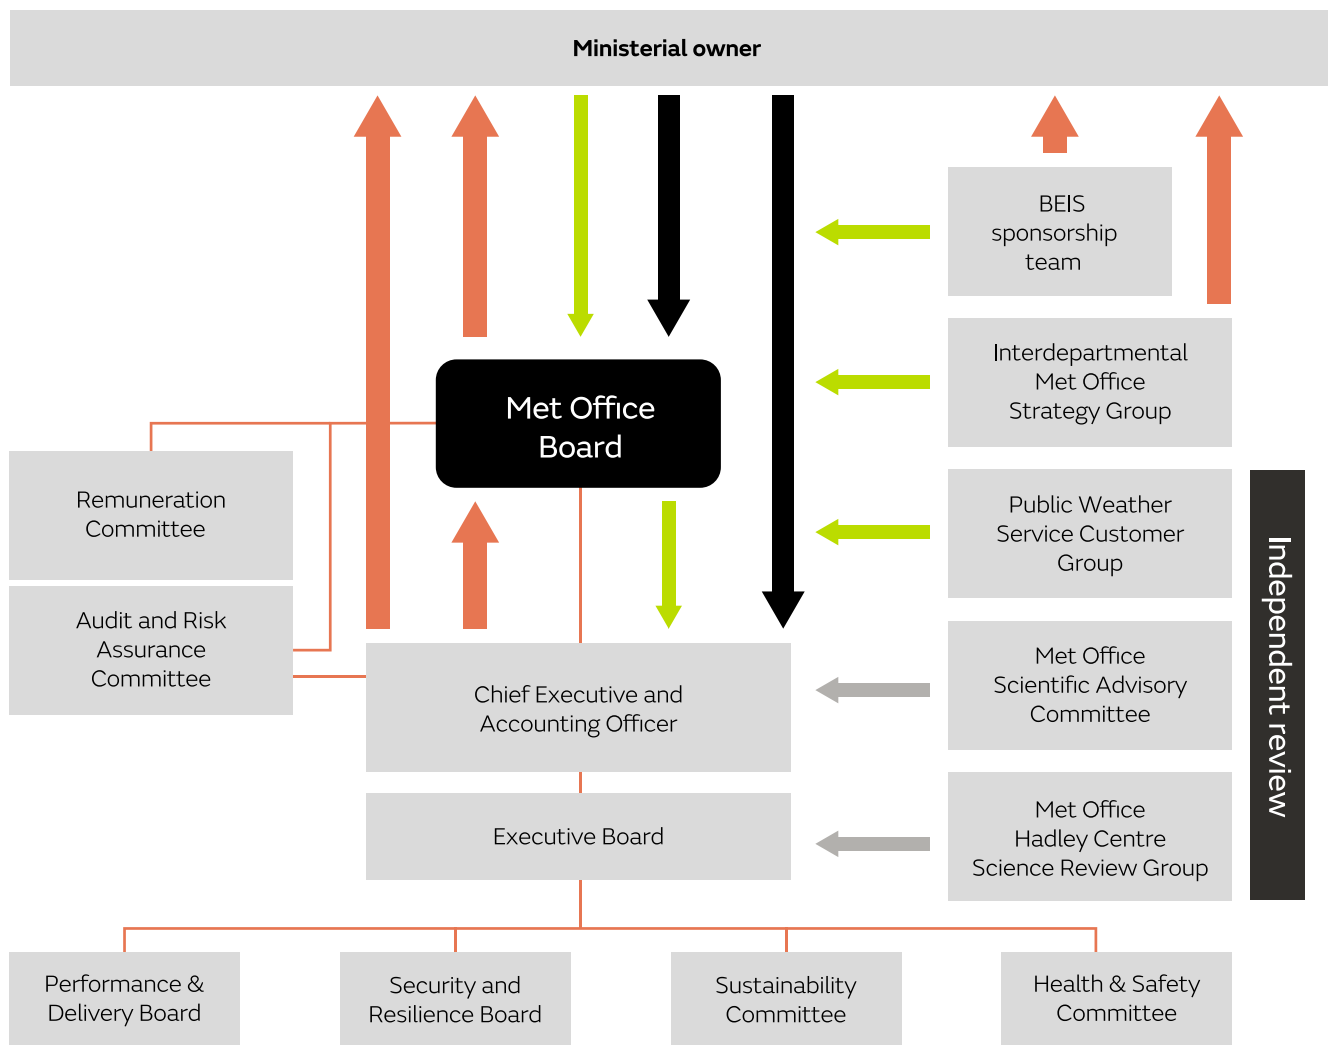 Ministerial owner
BEIS
sponsorship
team
Interdepartmental
Met Office
Strategy Group
Met Office
Board
Remuneration
Committee
Public Weather
Service Customer
Group
Independent review
Audit and Risk
Assurance
Committee
Chief Executive and
Accounting Officer
Met Office
Scientific Advisory
Committee
Executive Board
Met Office
Hadley Centre
Science Review Group
Performance &
Delivery Board
Security and
Resilience Board
Sustainability
Committee
Health & Safety
Committee